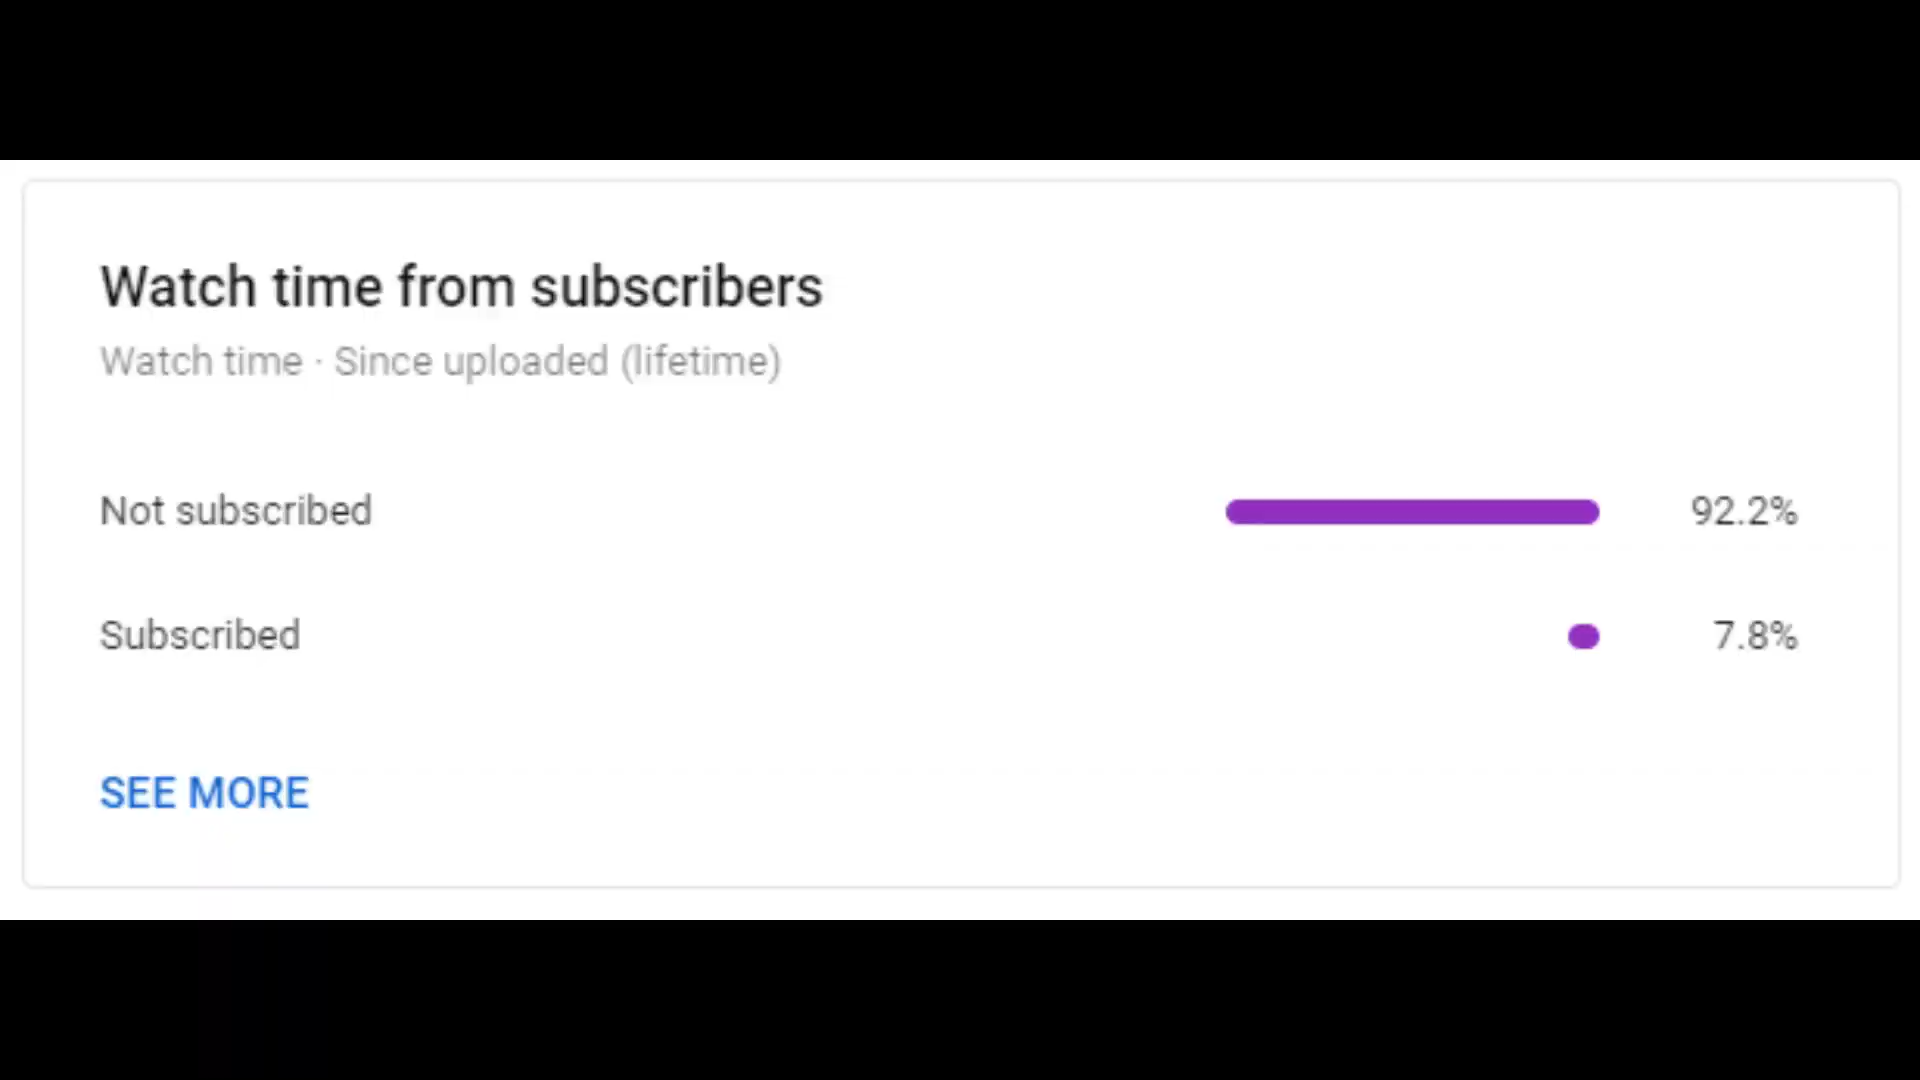 Watch time from subscribers
Watch time · Since uploaded (lifetime)
Not subscribed 92.2%
Subscribed 7.8%
SEE MORE